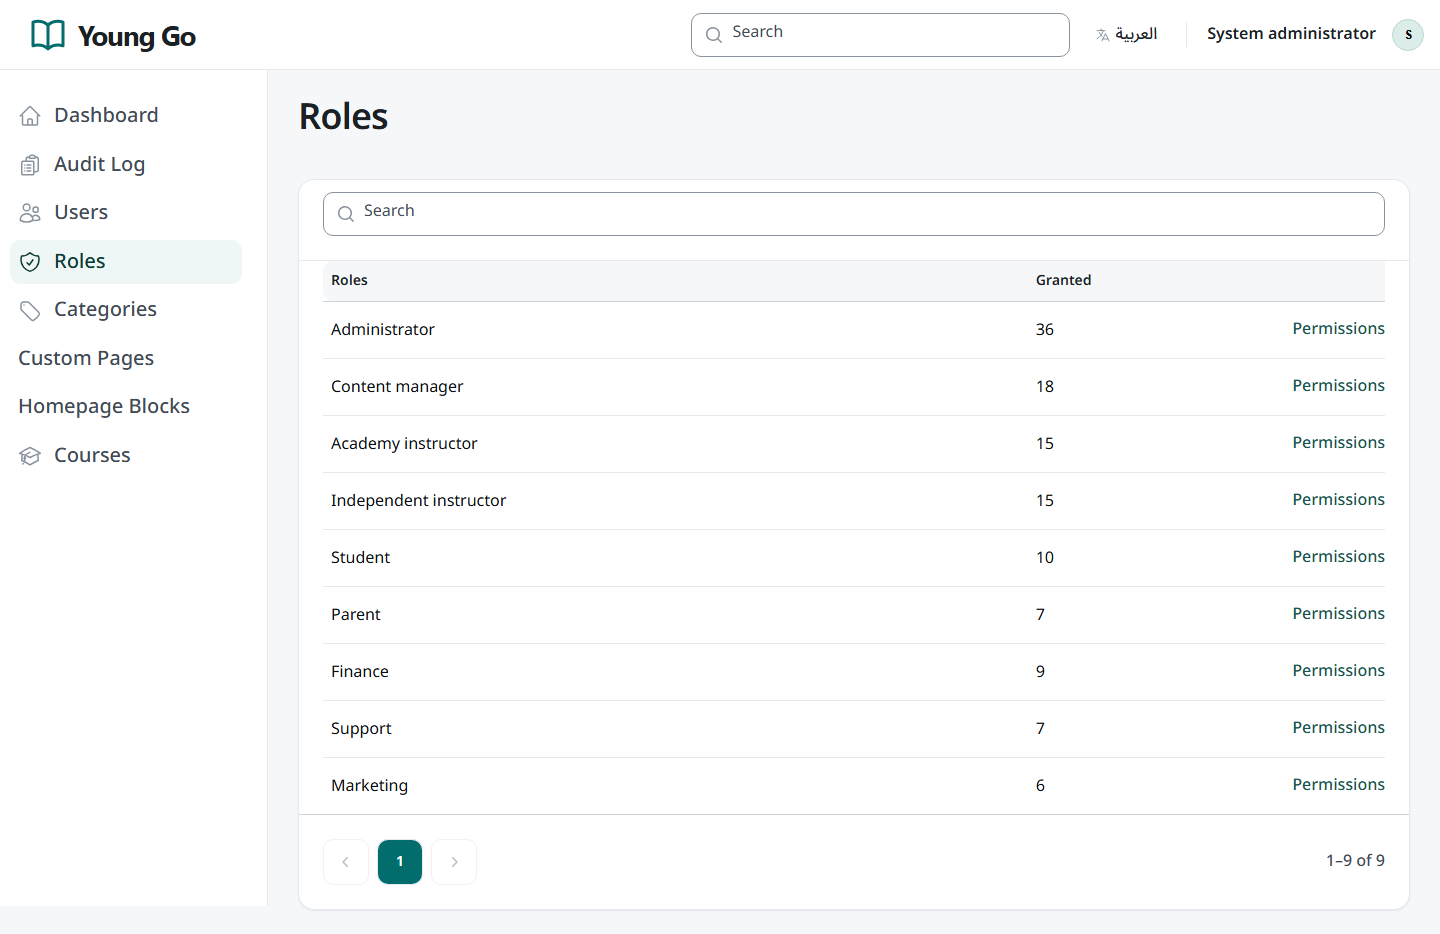 Young Go
Search
العربية
System administrator
S
Dashboard
Audit Log
Users
Roles
Categories
Custom Pages
Homepage Blocks
Courses
Roles
Search
Roles Granted
Administrator 36 Permissions
Content manager 18 Permissions
Academy instructor 15 Permissions
Independent instructor 15 Permissions
Student 10 Permissions
Parent 7 Permissions
Finance 9 Permissions
Support 7 Permissions
Marketing 6 Permissions
1
1–9 of 9